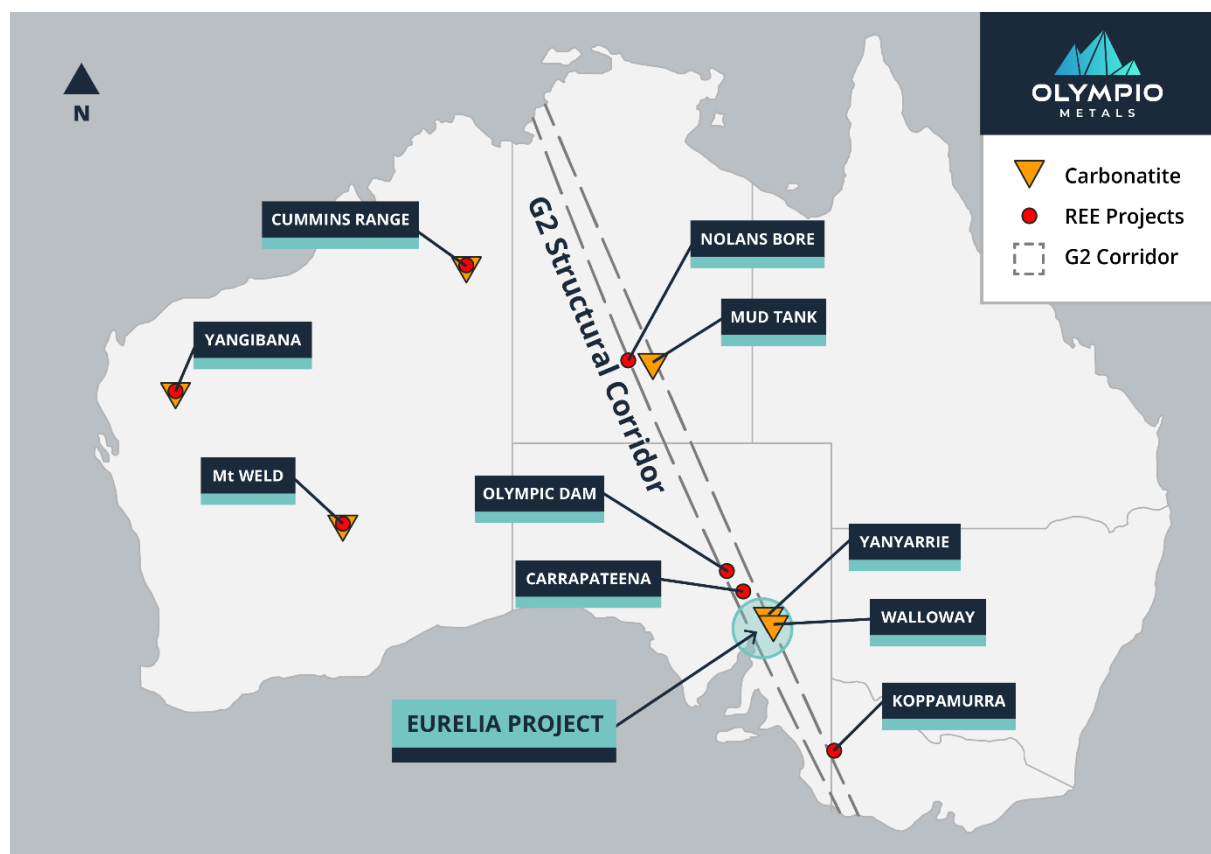 N
OLYMPIO
METALS
Carbonatite
REE Projects
G2 Corridor
CUMMINS RANGE
NOLANS BORE
G2 Structural Corridor
MUD TANK
YANGIBANA
Mt WELD
OLYMPIC DAM
YANYARRIE
CARRAPATEENA
WALLOWAY
KOPPAMURRA
EURELIA PROJECT